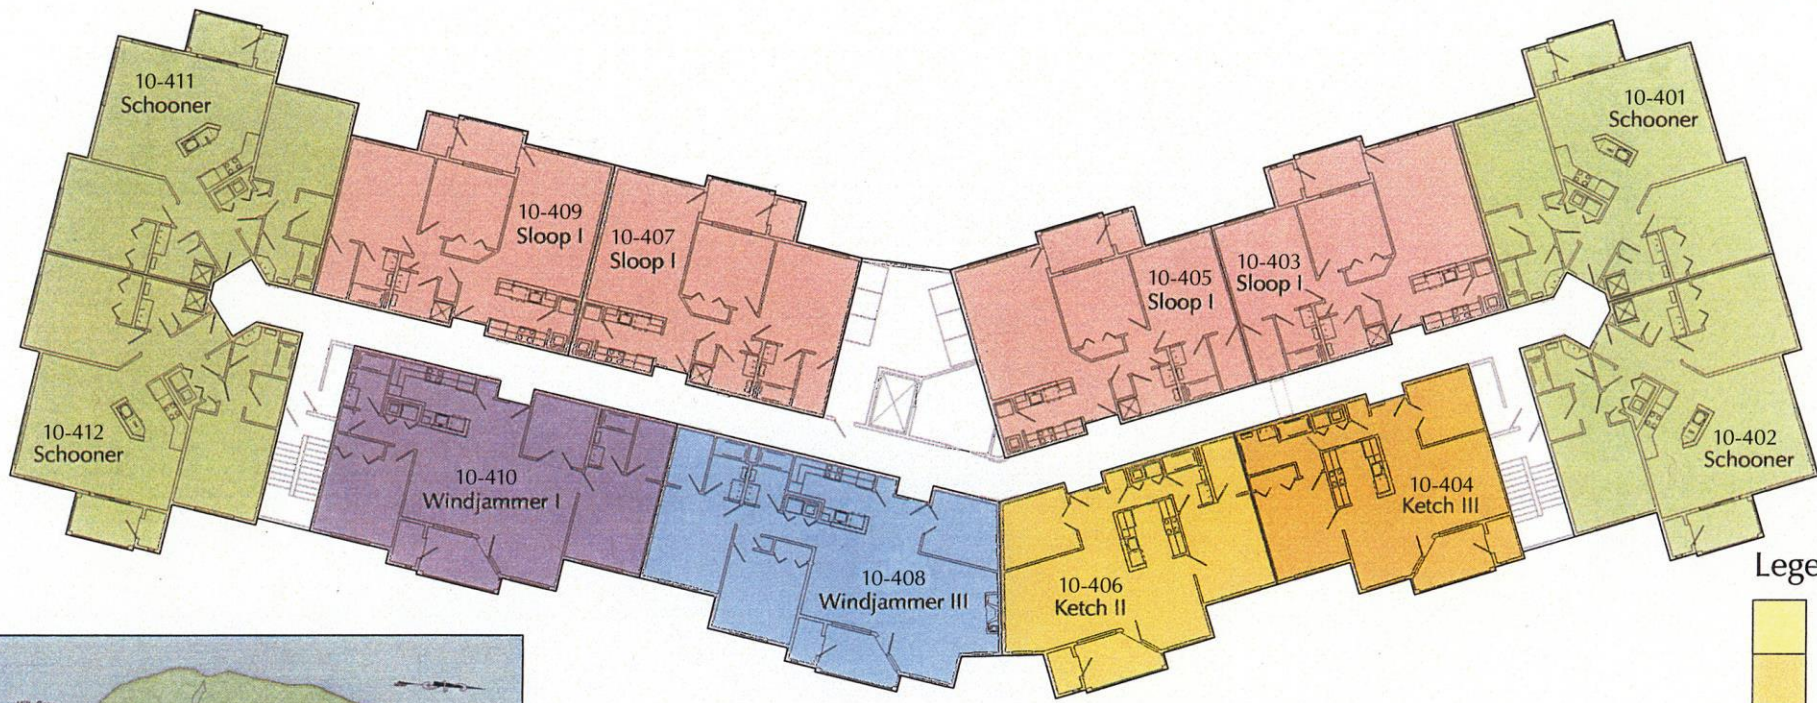 10-411
Schooner
10-401
Schooner
10-409
Sloop I
10-407
Sloop I
10-405
Sloop I
10-403
Sloop I
10-412
Schooner
10-410
Windjammer I
10-404
Ketch III
10-402
Schooner
10-408
Windjammer III
10-406
Ketch II
Lege